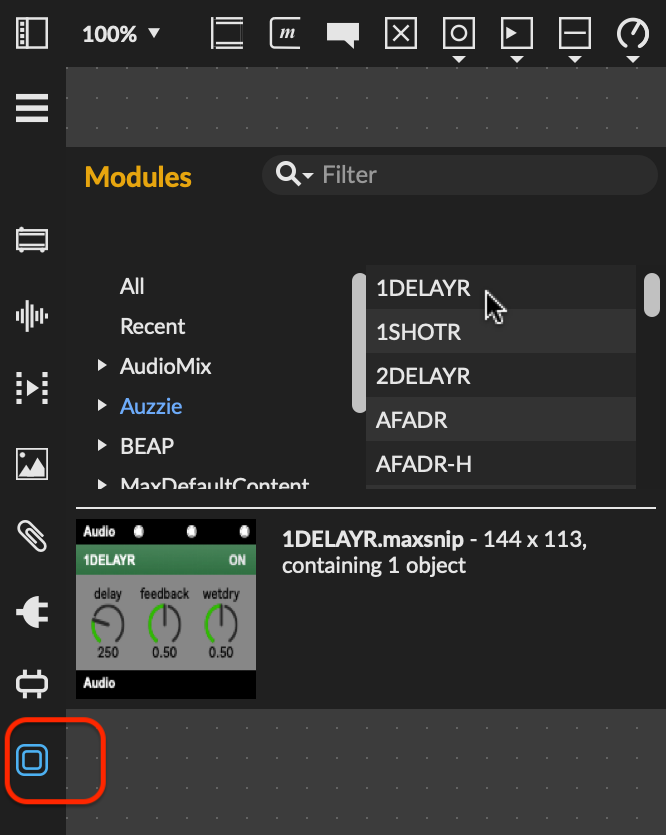 100%
m
Modules
Filter
All
Recent
AudioMix
Auzzie
BEAP
MaxDefaultContent
1DELAYR
1SHOTR
2DELAYR
AFADR
AFADR-H
Audio
1DELAYR ON
delay feedback wetdry
250 0.50 0.50
Audio
1DELAYR.maxsnip - 144 x 113,
containing 1 object